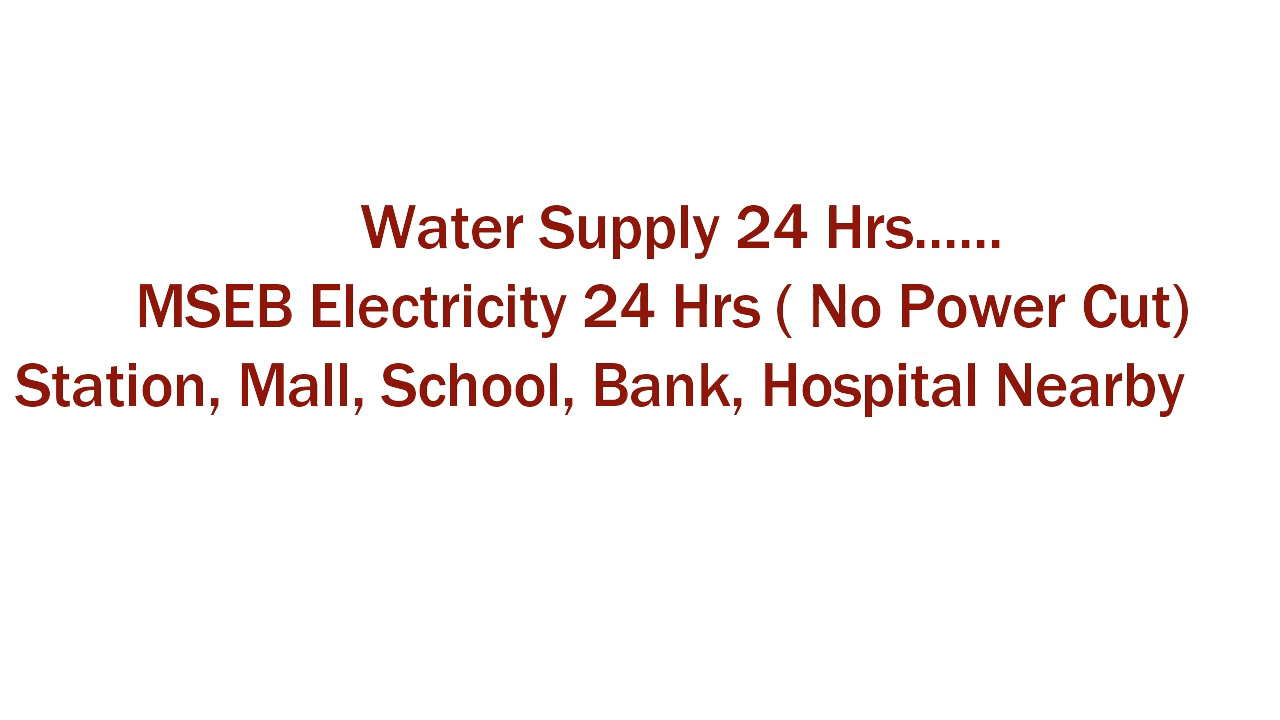 Water Supply 24 Hrs......
MSEB Electricity 24 Hrs ( No Power Cut)
Station, Mall, School, Bank, Hospital Nearby